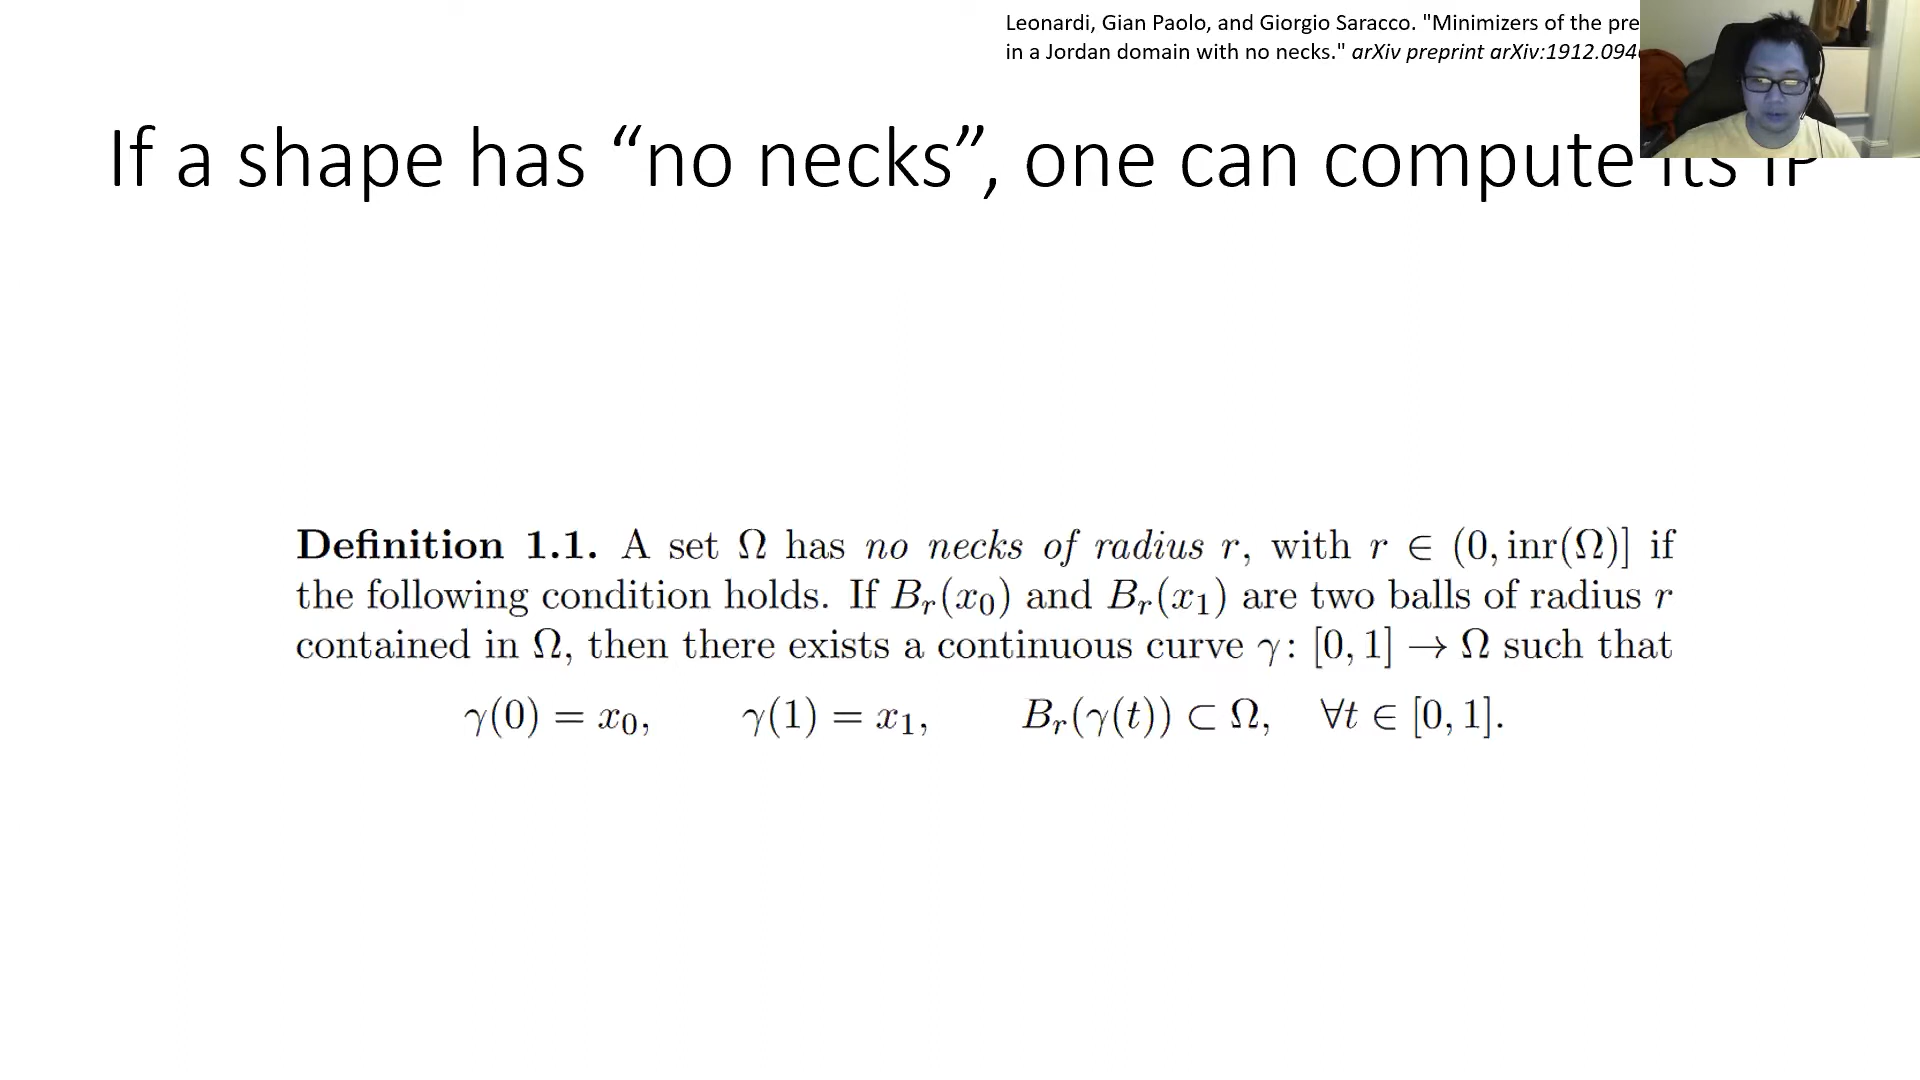 Leonardi, Gian Paolo, and Giorgio Saracco. "Minimizers of the pre
in a Jordan domain with no necks." arXiv preprint arXiv:1912.094
If a shape has “no necks”, one can compute its IP
Definition 1.1. A set Ω has no necks of radius r, with r ∈ (0, inr(Ω)] if
the following condition holds. If B_r(x_0) and B_r(x_1) are two balls of radius r
contained in Ω, then there exists a continuous curve γ: [0, 1] → Ω such that
γ(0) = x_0, γ(1) = x_1, B_r(γ(t)) ⊂ Ω, ∀t ∈ [0, 1].